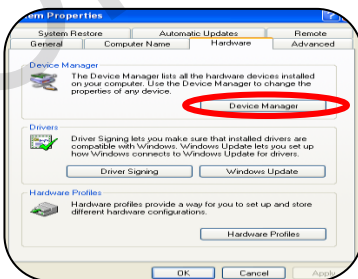 em Properties
System Restore Automatic Updates Remote
General Computer Name Hardware Advanced
Device Manager
The Device Manager lists all the hardware devices installed
on your computer. Use the Device Manager to change the
properties of any device.
Device Manager
Drivers
Driver Signing lets you make sure that installed drivers are
compatible with Windows. Windows Update lets you set up
how Windows connects to Windows Update for drivers.
Driver Signing Windows Update
Hardware Profiles
Hardware profiles provide a way for you to set up and store
different hardware configurations.
Hardware Profiles
OK Cancel Apply